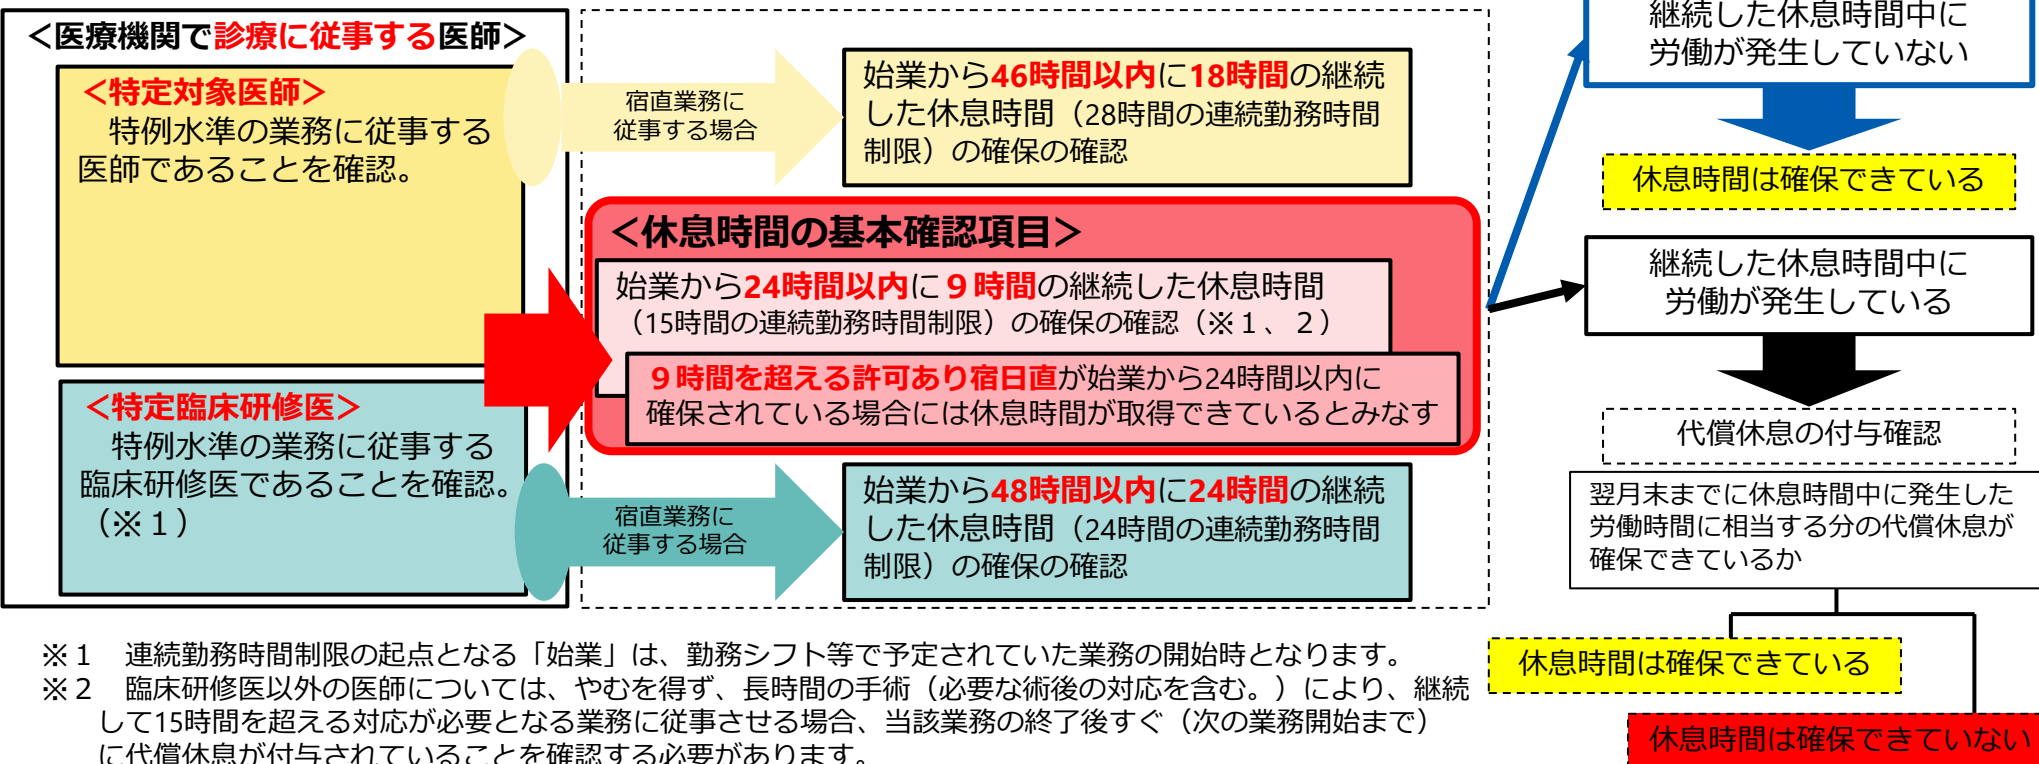 ＜医療機関で診療に従事する医師＞
＜特定対象医師＞
特例水準の業務に従事する
医師であることを確認。
＜特定臨床研修医＞
特例水準の業務に従事する
臨床研修医であることを確認。
（※１）
宿直業務に
従事する場合
始業から46時間以内に18時間の継続
した休息時間（28時間の連続勤務時間
制限）の確保の確認
＜休息時間の基本確認項目＞
始業から24時間以内に９時間の継続した休息時間
（15時間の連続勤務時間制限）の確保の確認（※１、２）
９時間を超える許可あり宿日直が始業から24時間以内に
確保されている場合には休息時間が取得できているとみなす
宿直業務に
従事する場合
始業から48時間以内に24時間の継続
した休息時間（24時間の連続勤務時間
制限）の確保の確認
継続した休息時間中に
労働が発生していない
休息時間は確保できている
継続した休息時間中に
労働が発生している
代償休息の付与確認
翌月末までに休息時間中に発生した
労働時間に相当する分の代償休息が
確保できているか
休息時間は確保できている
休息時間は確保できていない
※１　連続勤務時間制限の起点となる「始業」は、勤務シフト等で予定されていた業務の開始時となります。
※２　臨床研修医以外の医師については、やむを得ず、長時間の手術（必要な術後の対応を含む。）により、継続
して15時間を超える対応が必要となる業務に従事させる場合、当該業務の終了後すぐ（次の業務開始まで）
に代償休息が付与されていることを確認する必要があります。